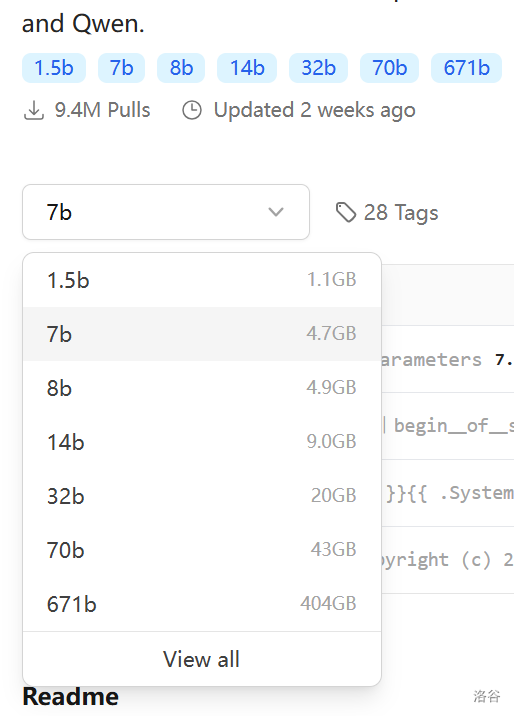 and Qwen.
1.5b 7b 8b 14b 32b 70b 671b
9.4M Pulls Updated 2 weeks ago
7b 28 Tags
1.5b 1.1GB
7b 4.7GB
arameters 7.
8b 4.9GB
begin__of__s
14b 9.0GB
32b 20GB
}}{{ .System
70b 43GB
yright (c) 2
671b 404GB
View all
Readme
洛谷